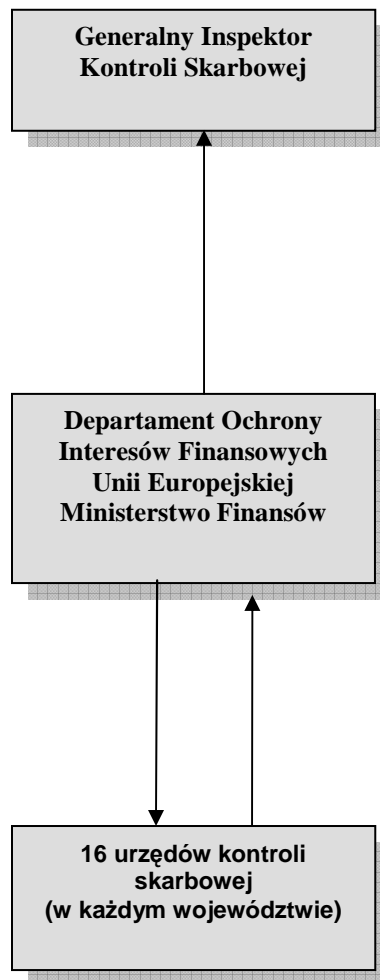 Generalny Inspektor
Kontroli Skarbowej
Departament Ochrony
Interesów Finansowych
Unii Europejskiej
Ministerstwo Finansów
16 urzędów kontroli
skarbowej
(w każdym województwie)